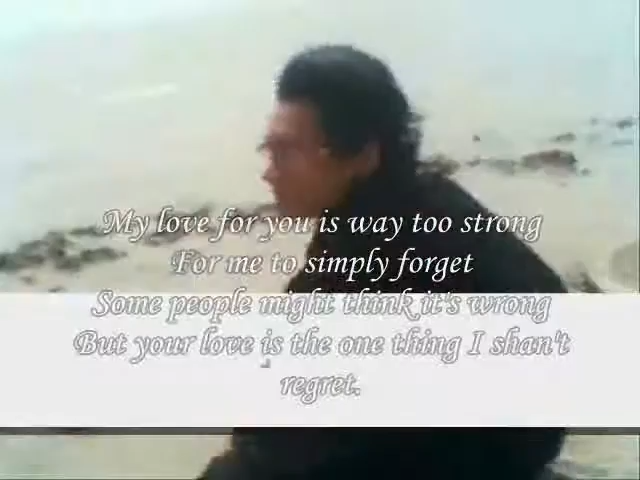 My love for you is way too strong
For me to simply forget
Some people might think it's wrong
But your love is the one thing I shan't
regret.